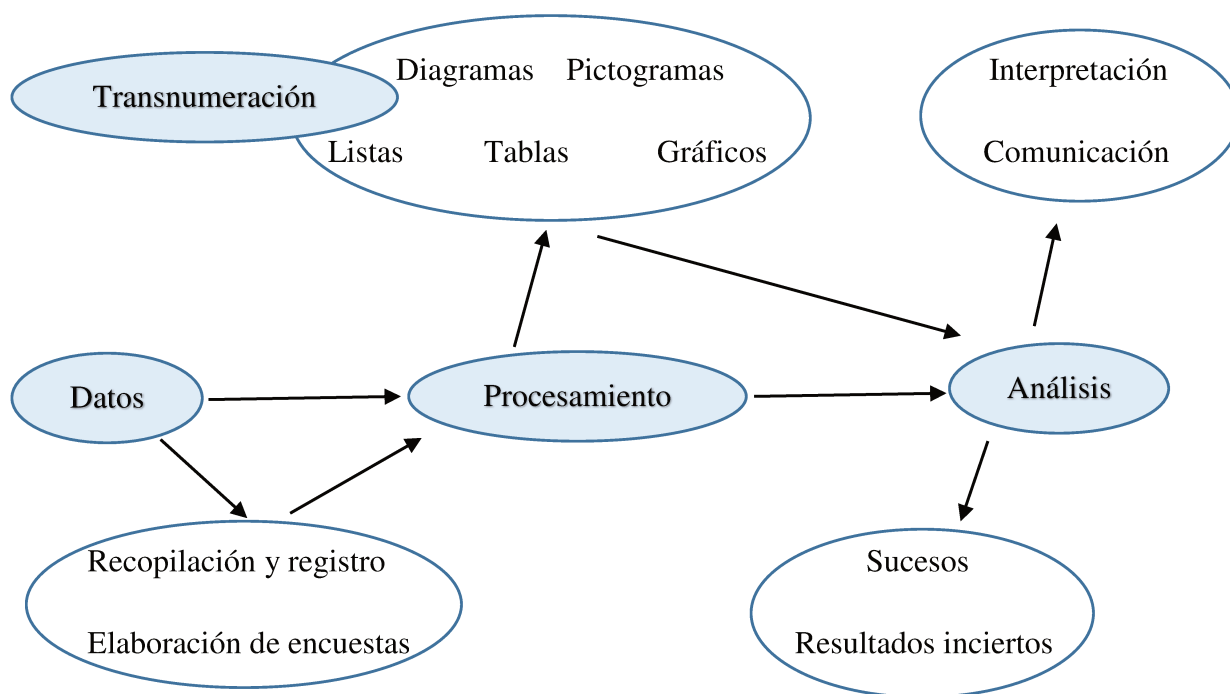 Diagramas Pictogramas
Transnumeración
Listas Tablas Gráficos
Interpretación
Comunicación
Datos
Procesamiento
Análisis
Recopilación y registro
Elaboración de encuestas
Sucesos
Resultados inciertos